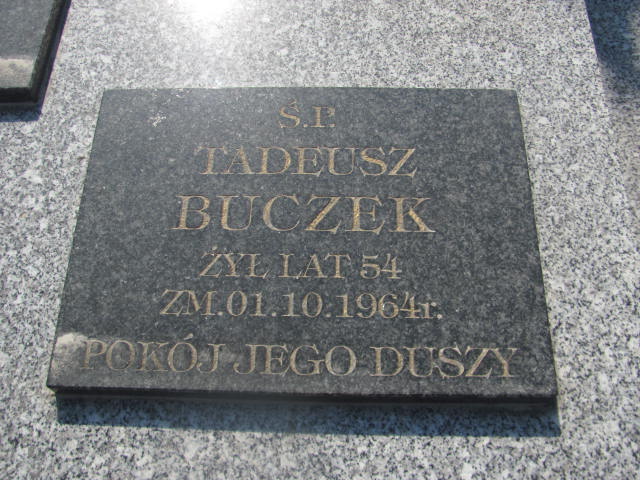 Ś.P.
TADEUSZ
BUCZEK
ŻYŁ LAT 54
ZM.01.10.1964r.
POKÓJ JEGO DUSZY